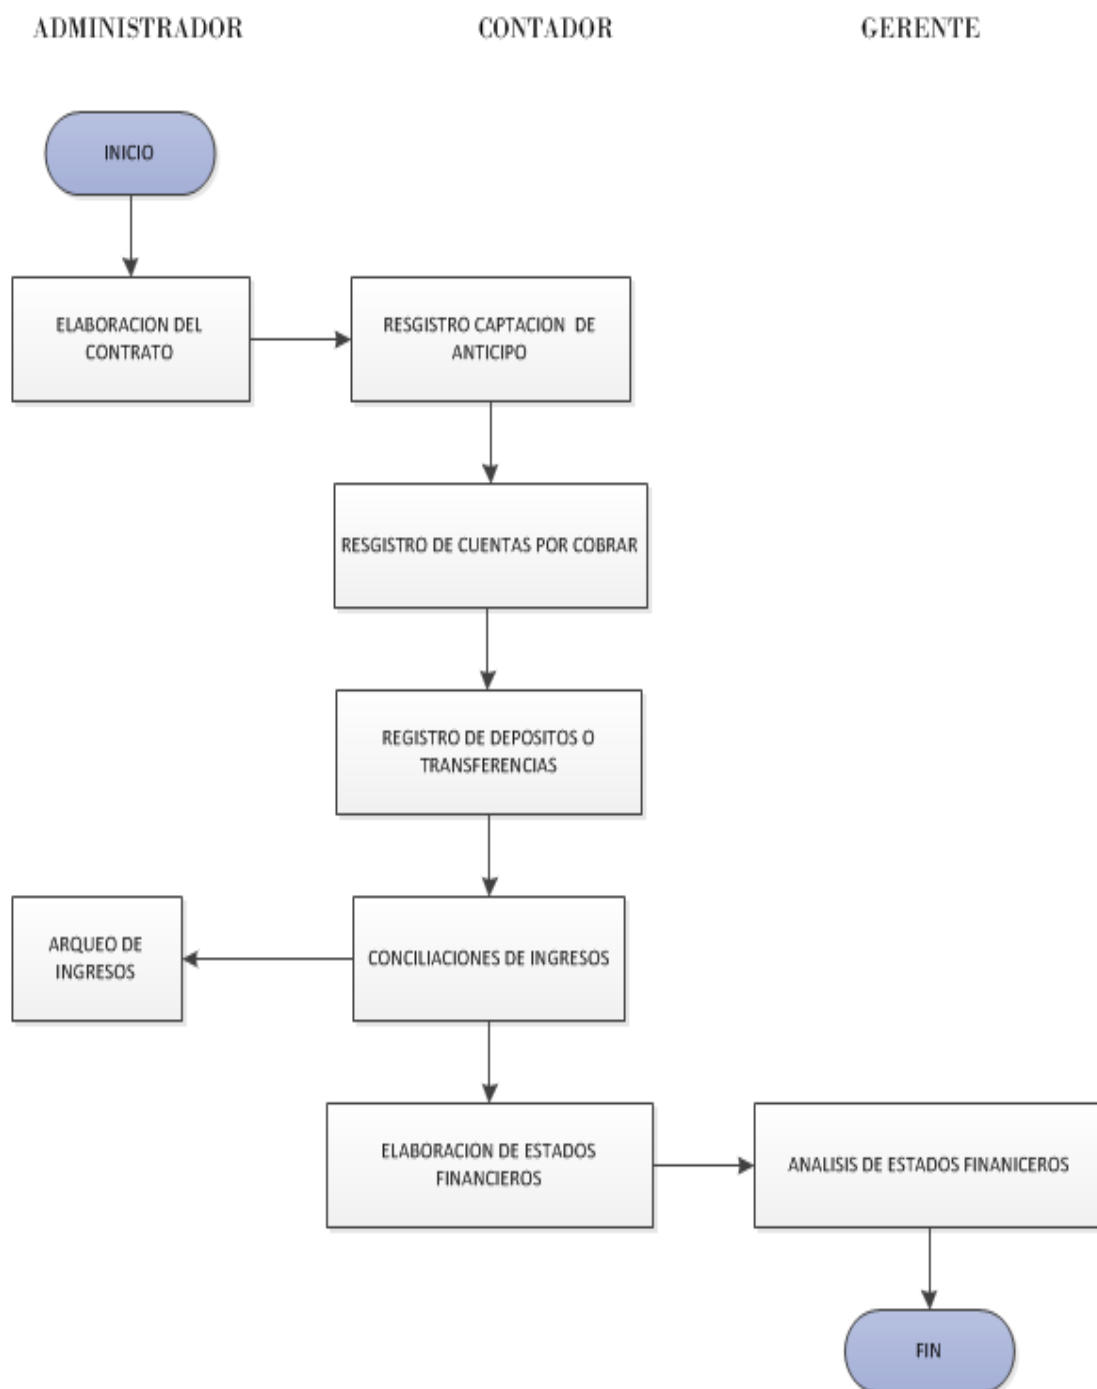 ADMINISTRADOR CONTADOR GERENTE
INICIO
ELABORACION DEL
CONTRATO
RESGISTRO CAPTACION DE
ANTICIPO
RESGISTRO DE CUENTAS POR COBRAR
REGISTRO DE DEPOSITOS O
TRANSFERENCIAS
ARQUEO DE
INGRESOS
CONCILIACIONES DE INGRESOS
ELABORACION DE ESTADOS
FINANCIEROS
ANALISIS DE ESTADOS FINANICEROS
FIN